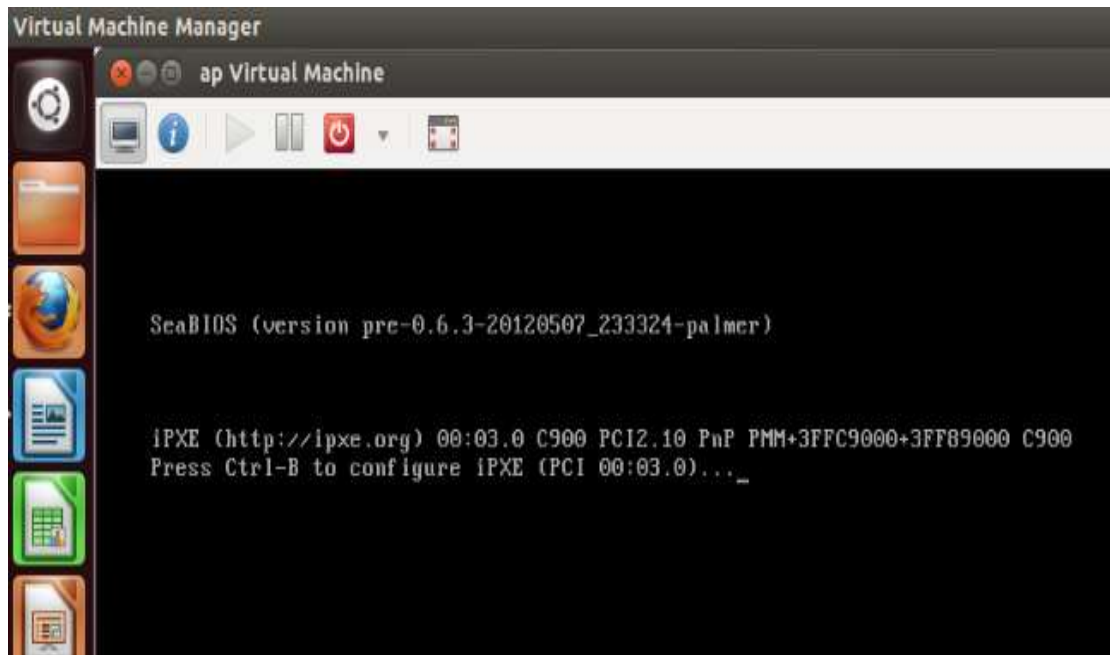 Virtual Machine Manager
ap Virtual Machine
SeaBIOS (version pre-0.6.3-20120507_233324-palmer)
iPXE (http://ipxe.org) 00:03.0 C900 PCI2.10 PnP PMM+3FFC9000+3FF89000 C900
Press Ctrl-B to configure iPXE (PCI 00:03.0)..._